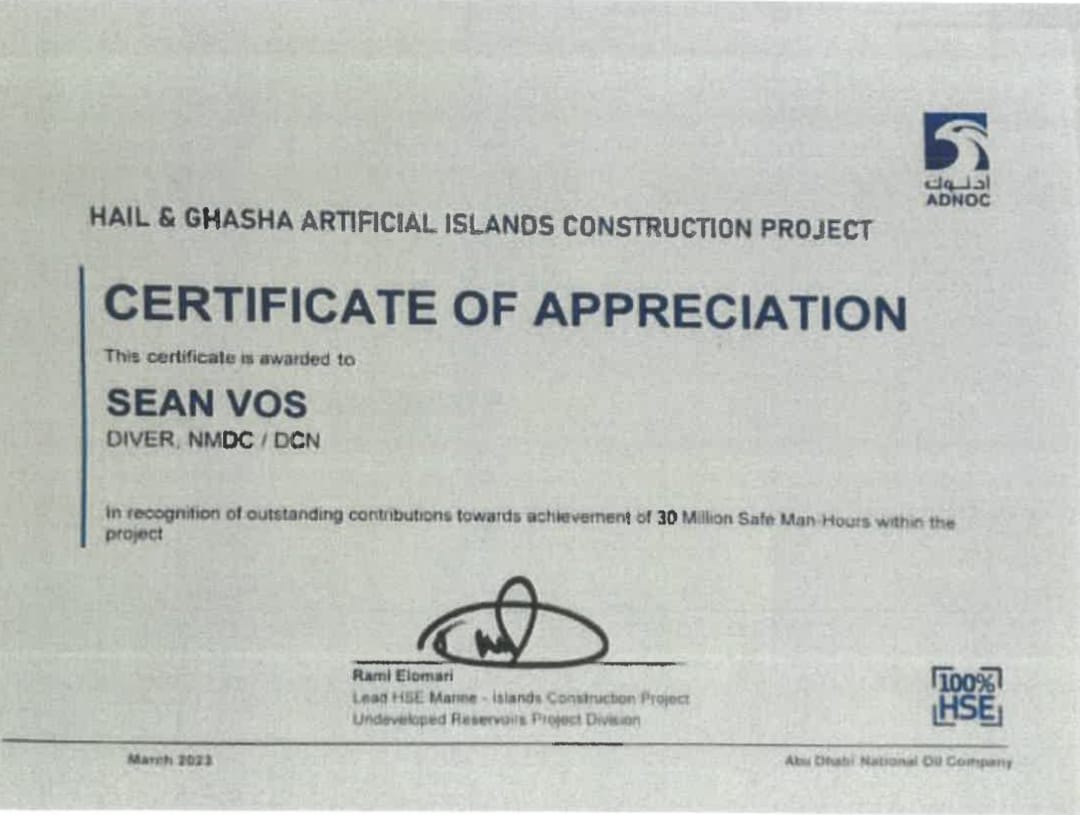 ادنوك
ADNOC
HAIL & GHASHA ARTIFICIAL ISLANDS CONSTRUCTION PROJECT
CERTIFICATE OF APPRECIATION
This certificate is awarded to
SEAN VOS
DIVER, NMDC / DCN
In recognition of outstanding contributions towards achievement of 30 Million Safe Man-Hours within the
project
Rami Elomari
Lead HSE Marine - Islands Construction Project
Undeveloped Reservoirs Project Division
100%
HSE
March 2023
Abu Dhabi National Oil Company